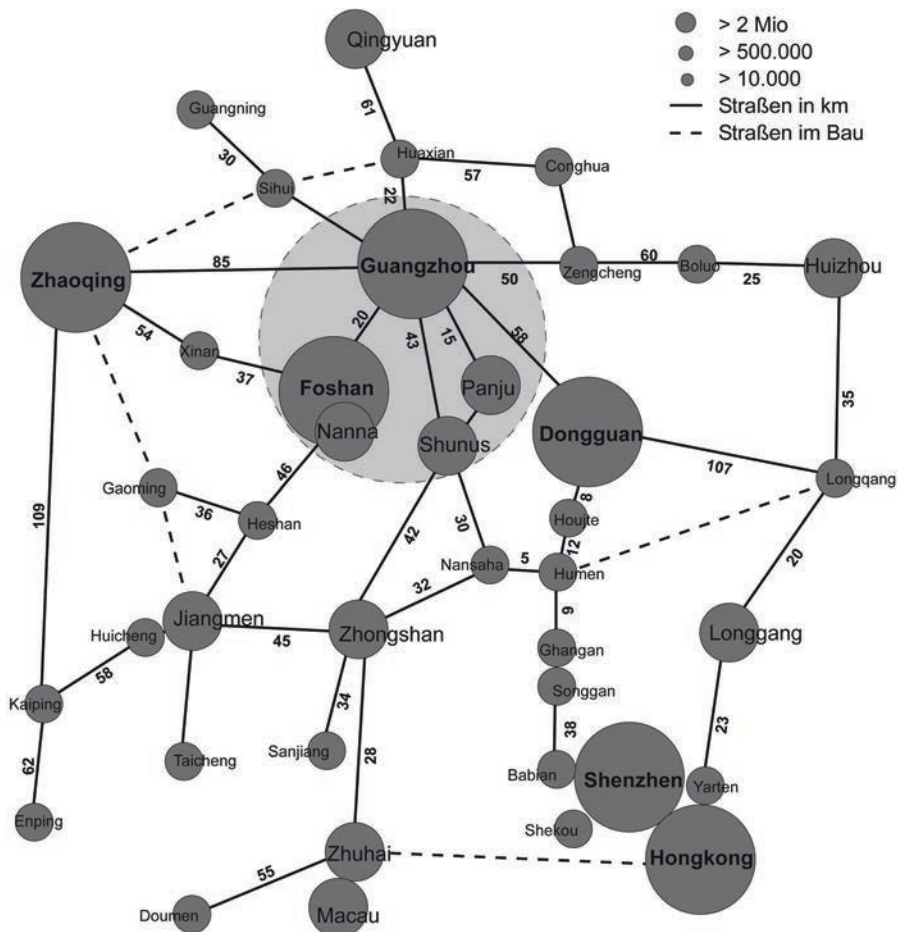 Qingyuan
> 2 Mio
> 500.000
> 10.000
Straßen in km
Straßen im Bau
Guangning
61
30
Huaxian
57
Conghua
Sihui
22
Zhaoqing
85
Guangzhou
50
Zengcheng
60
Boluo
25
Huizhou
54
Xinan
37
20
43
15
58
Foshan
Nanna
Panju
Shunus
Dongguan
35
107
Longqang
46
Gaoming
36
Heshan
109
27
42
30
Nansaha
5
8
Houjte
12
Humen
20
32
9
Jiangmen
45
Zhongshan
Huicheng
58
Kaiping
Ghangan
Songgan
Longgang
62
34
28
38
23
Taicheng
Sanjiang
Babian
Shenzhen
Yarten
Enping
Shekou
Zhuhai
Hongkong
55
Doumen
Macau